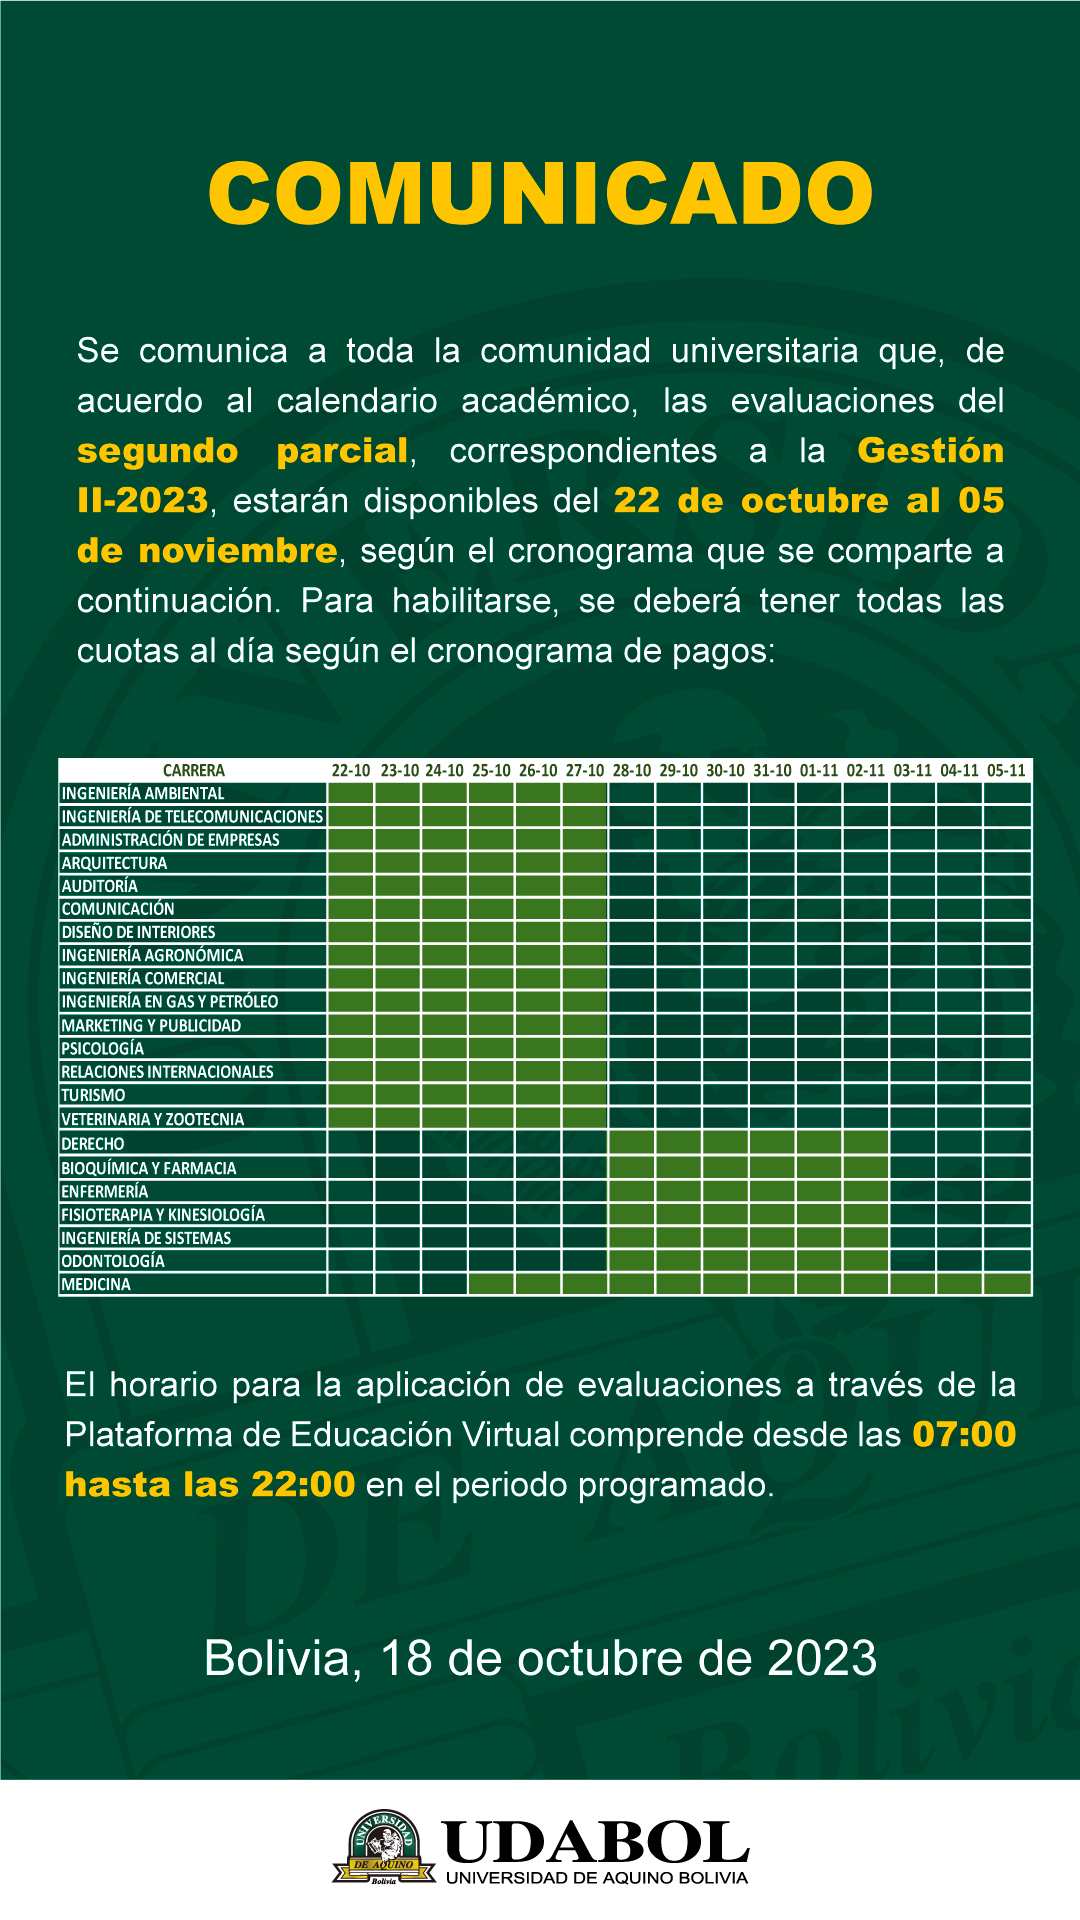 COMUNICADO
Se comunica a toda la comunidad universitaria que, de
acuerdo al calendario académico, las evaluaciones del
segundo parcial, correspondientes a la Gestión
II-2023, estarán disponibles del 22 de octubre al 05
de noviembre, según el cronograma que se comparte a
continuación. Para habilitarse, se deberá tener todas las
cuotas al día según el cronograma de pagos:
CARRERA 22-10 23-10 24-10 25-10 26-10 27-10 28-10 29-10 30-10 31-10 01-11 02-11 03-11 04-11 05-11
INGENIERÍA AMBIENTAL
INGENIERÍA DE TELECOMUNICACIONES
ADMINISTRACIÓN DE EMPRESAS
ARQUITECTURA
AUDITORÍA
COMUNICACIÓN
DISEÑO DE INTERIORES
INGENIERÍA AGRONÓMICA
INGENIERÍA COMERCIAL
INGENIERÍA EN GAS Y PETRÓLEO
MARKETING Y PUBLICIDAD
PSICOLOGÍA
RELACIONES INTERNACIONALES
TURISMO
VETERINARIA Y ZOOTECNIA
DERECHO
BIOQUÍMICA Y FARMACIA
ENFERMERÍA
FISIOTERAPIA Y KINESIOLOGÍA
INGENIERÍA DE SISTEMAS
ODONTOLOGÍA
MEDICINA
El horario para la aplicación de evaluaciones a través de la
Plataforma de Educación Virtual comprende desde las 07:00
hasta las 22:00 en el periodo programado.
Bolivia, 18 de octubre de 2023
UNIVERSIDAD
DE AQUINO
Bolivia
UDABOL
UNIVERSIDAD DE AQUINO BOLIVIA